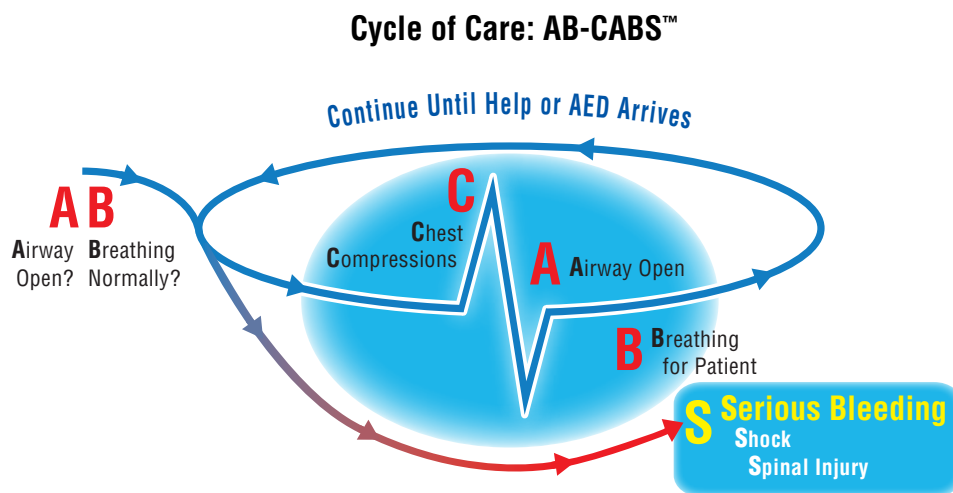 Cycle of Care: AB-CABS™
Continue Until Help or AED Arrives
A B
Airway Open?
Breathing Normally?
C
Chest
Compressions
A Airway Open
B Breathing
for Patient
S Serious Bleeding
Shock
Spinal Injury